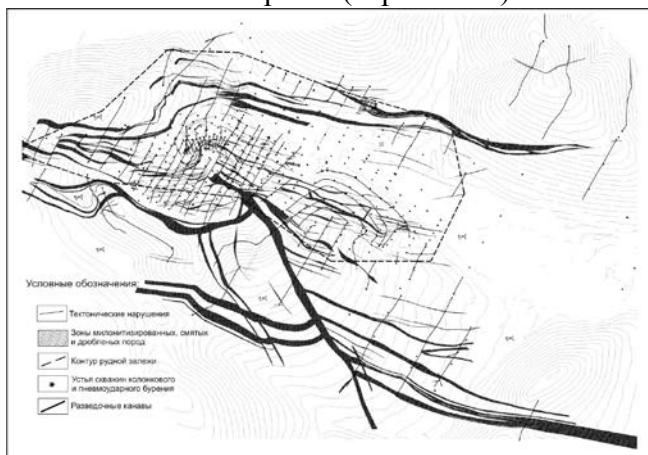 Условные обозначения:
Тектонические нарушения
Зоны милонитизированных, смятых
и дробленых пород
Контур рудной залежи
Устья скважин колонкового
и пневмоударного бурения
Разведочные канавы